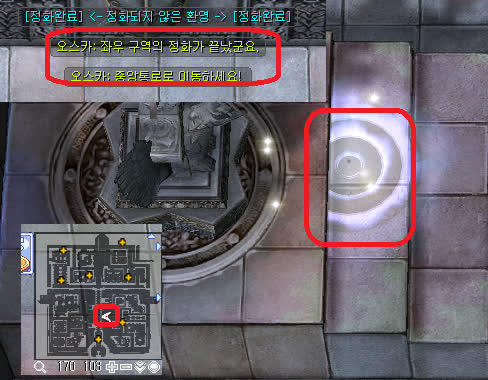 [정화완료] <- 정화되지 않은 환영 -> [정화완료]
오스카: 좌우 구역의 정화가 끝났군요,
오스카: 중앙통로로 이동하세요!
170 103